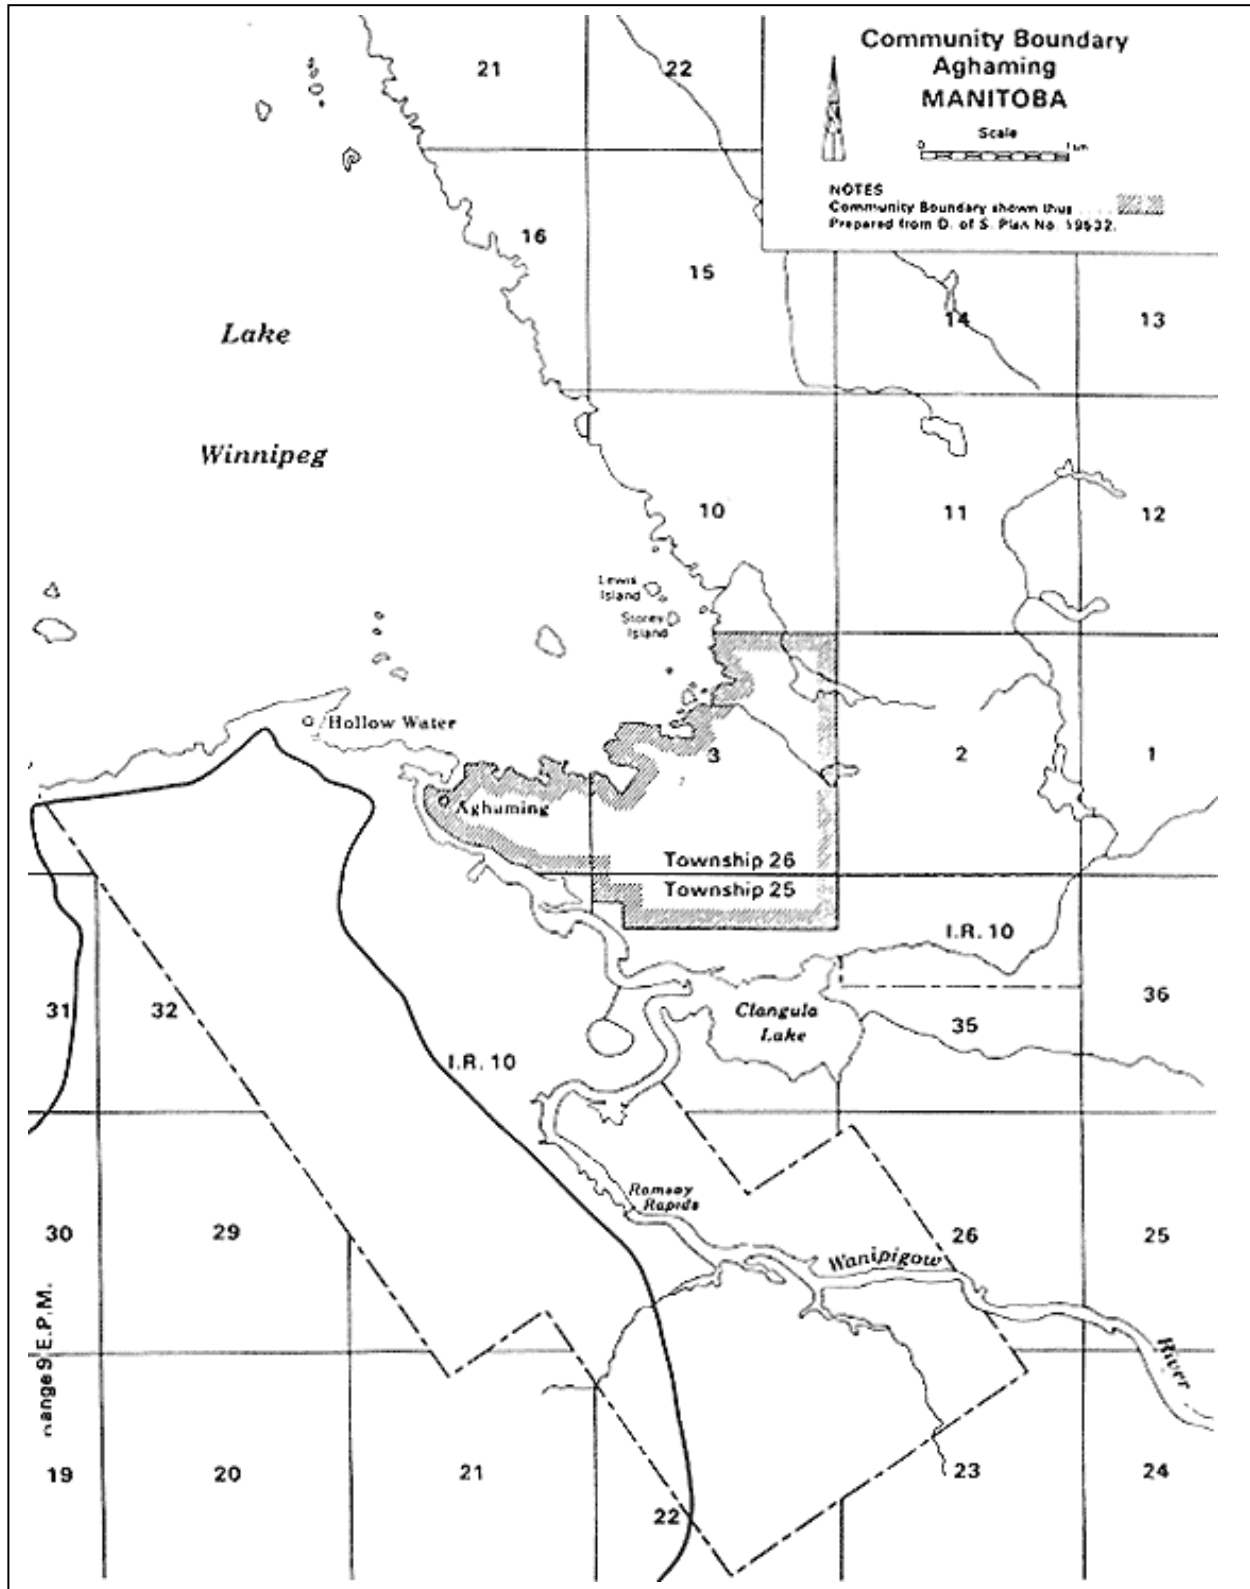 Community Boundary
Aghaming
MANITOBA
Scale
0
NOTES
Community Boundary shown thus
Prepared from D. of S. Plan No. 19532.
21
22
16
15
14
13
Lake
Winnipeg
10
11
12
Lewis
Island
Storey
Island
Hollow Water
3
2
1
Aghaming
Township 26
Township 25
I.R. 10
31
32
Clangula
Lake
35
36
I.R. 10
Ramsay
Rapids
30
29
26
25
Wanipigow
River
E.P.M.
19
20
21
22
23
24